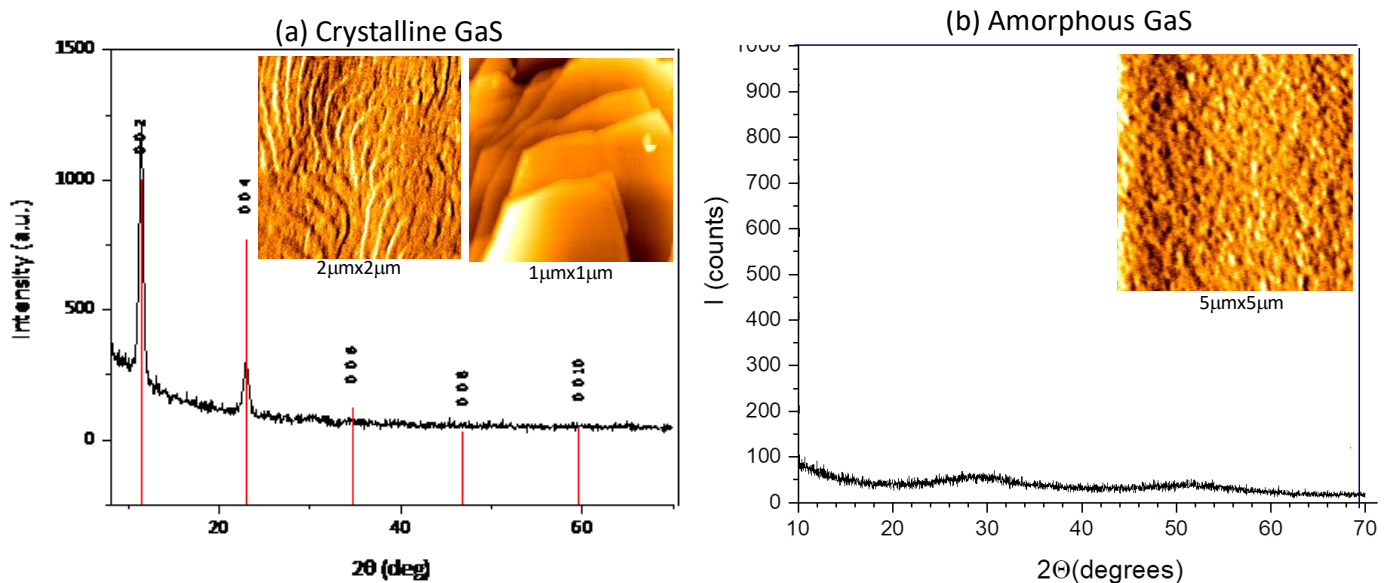 (a) Crystalline GaS
1500
1000
500
0
Intensity (a.u.)
0 0 2
0 0 4
0 0 6
0 0 8
0 0 10
2μmx2μm
1μmx1μm
20
40
60
2θ (deg)
(b) Amorphous GaS
1000
900
800
700
600
500
400
300
200
100
0
I (counts)
5μmx5μm
10
20
30
40
50
60
70
2Θ(degrees)